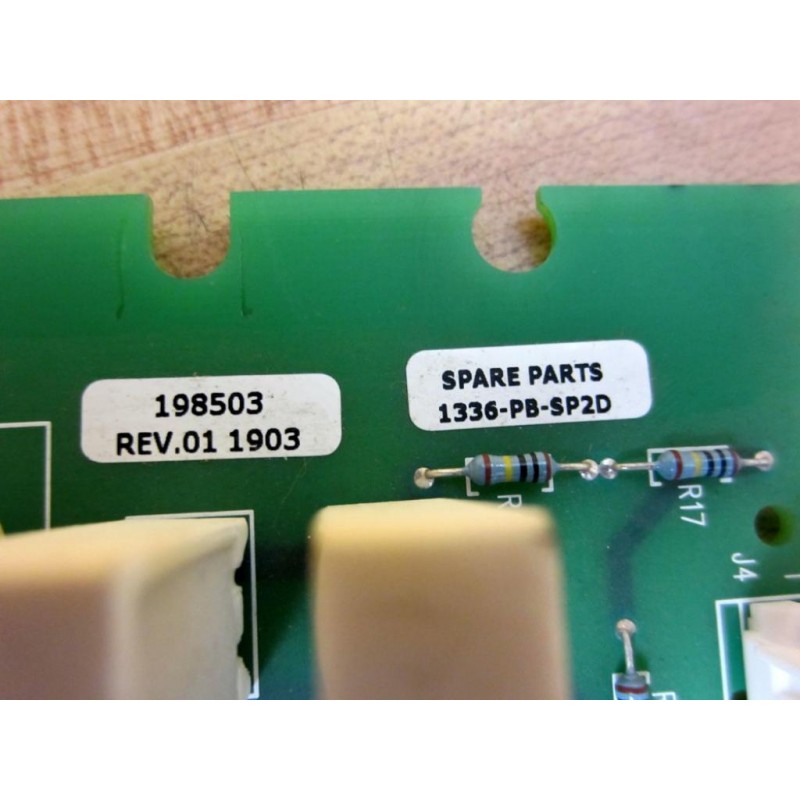 198503
REV.01 1903
SPARE PARTS
1336-PB-SP2D
R17
J4